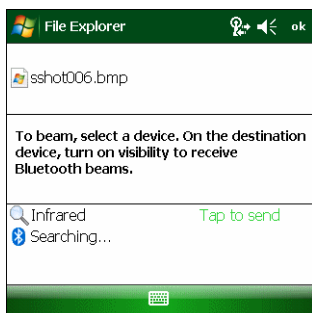 File Explorer ok
sshot006.bmp
To beam, select a device. On the destination
device, turn on visibility to receive
Bluetooth beams.
Infrared Tap to send
Searching...